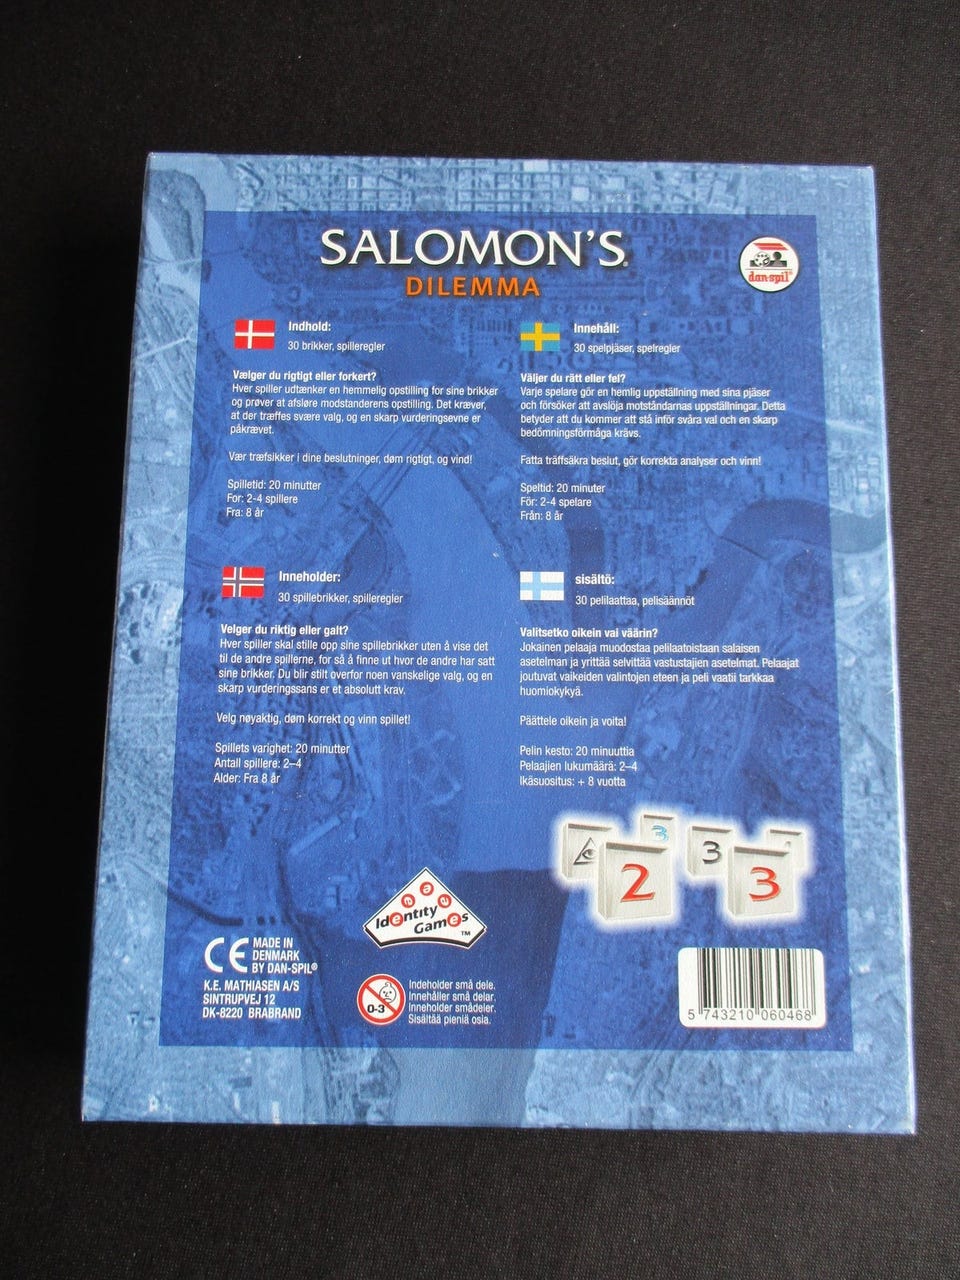 SALOMON'S
DILEMMA
dan-spil®
Indhold:
30 brikker, spilleregler
Vælger du rigtigt eller forkert?
Hver spiller udtænker en hemmelig opstilling for sine brikker
og prøver at afsløre modstanderens opstilling. Det kræver,
at der træffes svære valg, og en skarp vurderingsevne er
påkrævet.
Vær træfsikker i dine beslutninger, døm rigtigt, og vind!
Spilletid: 20 minutter
For: 2-4 spillere
Fra: 8 år
Innehåll:
30 spelpjäser, spelregler
Väljer du rätt eller fel?
Varje spelare gör en hemlig uppställning med sina pjäser
och försöker att avslöja motståndarnas uppställningar. Detta
betyder att du kommer att stå inför svåra val och en skarp
bedömningsförmåga krävs.
Fatta träffsäkra beslut, gör korrekta analyser och vinn!
Speltid: 20 minuter
För: 2-4 spelare
Från: 8 år
Inneholder:
30 spillebrikker, spilleregler
Velger du riktig eller galt?
Hver spiller skal stille opp sine spillebrikker uten å vise det
til de andre spillerne, for så å finne ut hvor de andre har satt
sine brikker. Du blir stilt overfor noen vanskelige valg, og en
skarp vurderingssans er et absolutt krav.
Velg nøyaktig, døm korrekt og vinn spillet!
Spillets varighet: 20 minutter
Antall spillere: 2–4
Alder: Fra 8 år
sisältö:
30 pelilaattaa, pelisäännöt
Valitsetko oikein vai väärin?
Jokainen pelaaja muodostaa pelilaatoistaan salaisen
asetelman ja yrittää selvittää vastustajien asetelmat. Pelaajat
joutuvat vaikeiden valintojen eteen ja peli vaatii tarkkaa
huomiokykyä.
Päättele oikein ja voita!
Pelin kesto: 20 minuuttia
Pelaajien lukumäärä: 2–4
Ikäsuositus: + 8 vuotta
3
3
2
3
Identity
Games
TM
CE
MADE IN
DENMARK
BY DAN-SPIL®
K.E. MATHIASEN A/S
SINTRUPVEJ 12
DK-8220 BRABRAND
0-3
Indeholder små dele.
Innehåller små delar.
Inneholder smådeler.
Sisältää pieniä osia.
5 743210 060468